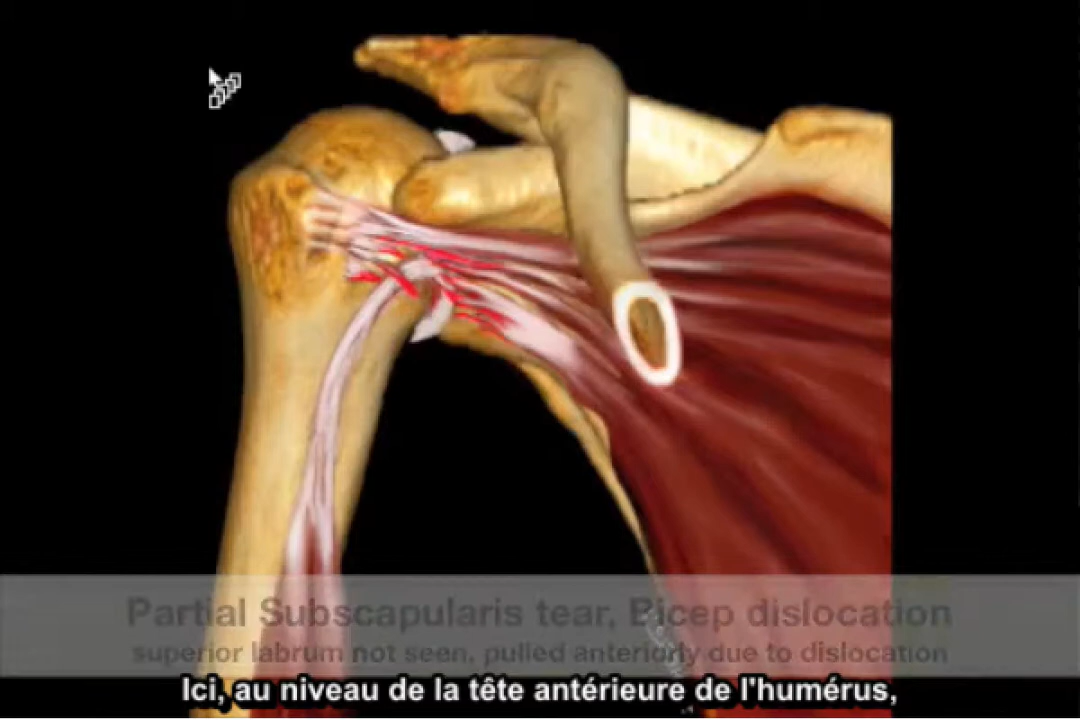 Partial Subscapularis tear, Bicep dislocation
superior labrum not seen, pulled anteriorly due to dislocation
Ici, au niveau de la tête antérieure de l'humérus,